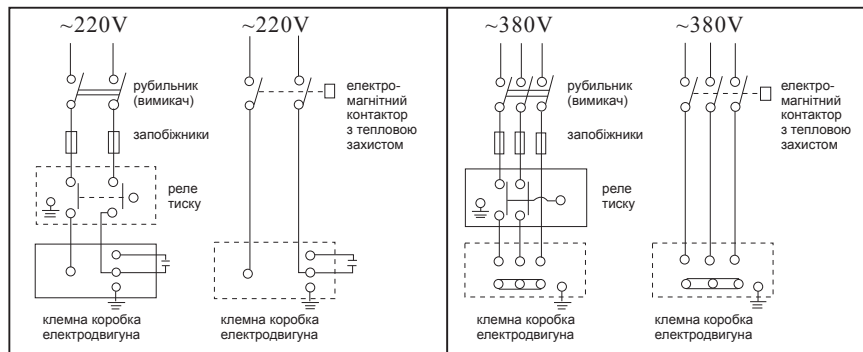 ~220V
~220V
рубильник
(вимикач)
запобіжники
реле
тиску
електро-
магнітний
контактор
з тепловою
захистом
клемна коробка
електродвигуна
клемна коробка
електродвигуна
~380V
~380V
рубильник
(вимикач)
запобіжники
реле
тиску
електро-
магнітний
контактор
з тепловою
захистом
клемна коробка
електродвигуна
клемна коробка
електродвигуна